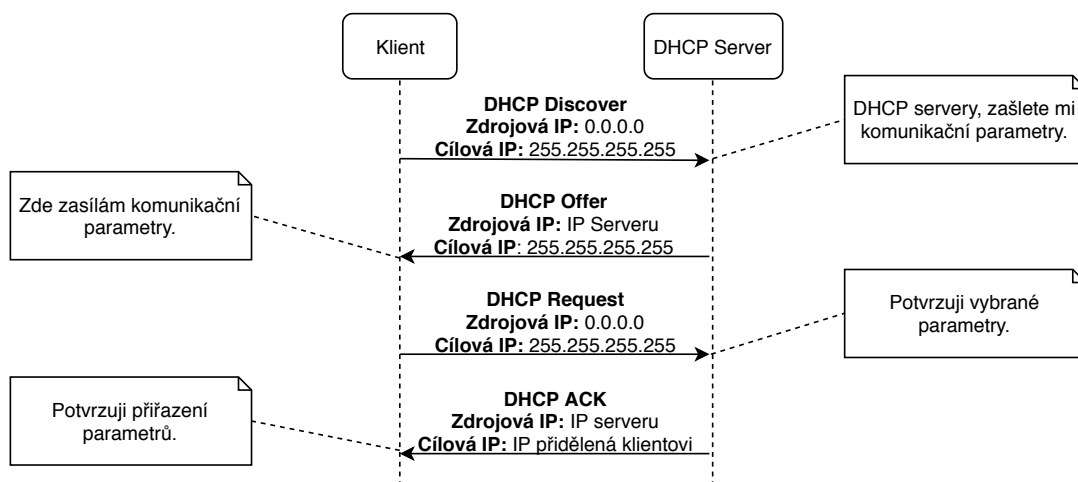 Klient
DHCP Server
DHCP Discover
Zdrojová IP: 0.0.0.0
Cílová IP: 255.255.255.255
DHCP servery, zašlete mi
komunikační parametry.
Zde zasílám komunikační
parametry.
DHCP Offer
Zdrojová IP: IP Serveru
Cílová IP: 255.255.255.255
DHCP Request
Zdrojová IP: 0.0.0.0
Cílová IP: 255.255.255.255
Potvrzuji vybrané
parametry.
Potvrzuji přiřazení
parametrů.
DHCP ACK
Zdrojová IP: IP serveru
Cílová IP: IP přidělená klientovi